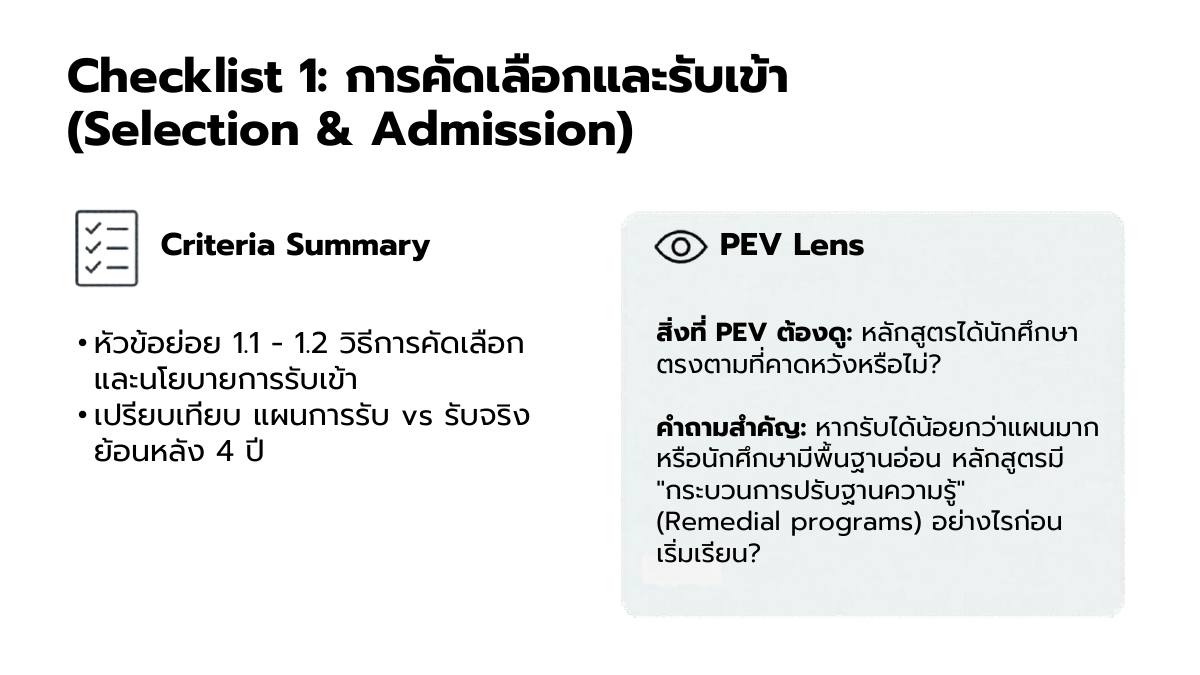 Checklist 1: การคัดเลือกและรับเข้า
(Selection & Admission)
Criteria Summary
• หัวข้อย่อย 1.1 - 1.2 วิธีการคัดเลือก
และนโยบายการรับเข้า
• เปรียบเทียบ แผนการรับ vs รับจริง
ย้อนหลัง 4 ปี
PEV Lens
สิ่งที่ PEV ต้องดู: หลักสูตรได้นักศึกษา
ตรงตามที่คาดหวังหรือไม่?
คำถามสำคัญ: หากรับได้น้อยกว่าแผนมาก
หรือนักศึกษามีพื้นฐานอ่อน หลักสูตรมี
"กระบวนการปรับฐานความรู้"
(Remedial programs) อย่างไรก่อน
เริ่มเรียน?